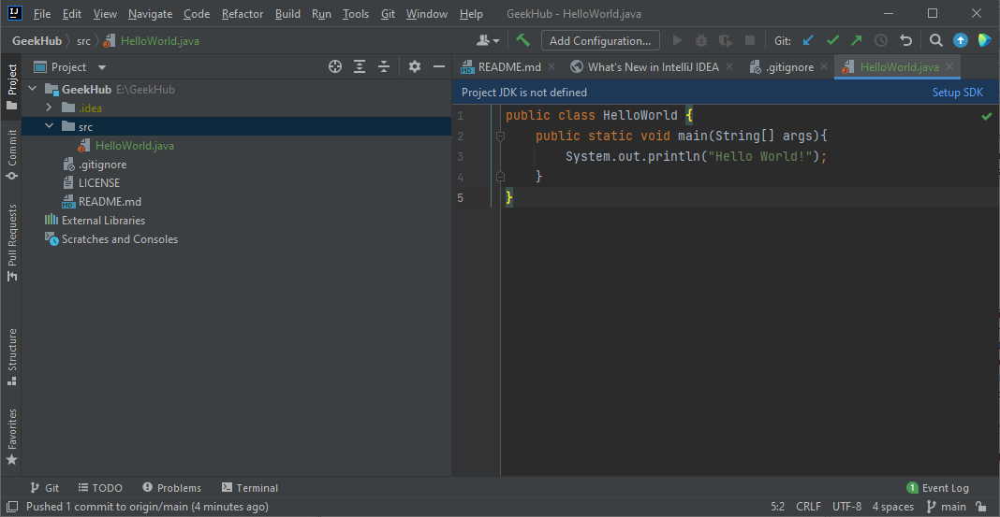 IJ File Edit View Navigate Code Refactor Build Run Tools Git Window Help GeekHub - HelloWorld.java
GeekHub src HelloWorld.java Add Configuration... Git:
Project
Project
README.md What's New in IntelliJ IDEA .gitignore HelloWorld.java
GeekHub E:\GeekHub
.idea
src
HelloWorld.java
.gitignore
LICENSE
MD README.md
External Libraries
Scratches and Consoles
Commit
Pull Requests
Structure
Favorites
Project JDK is not defined Setup SDK
1 public class HelloWorld {
2 public static void main(String[] args){
3 System.out.println("Hello World!");
4 }
5 }
Git TODO Problems Terminal 1 Event Log
Pushed 1 commit to origin/main (4 minutes ago) 5:2 CRLF UTF-8 4 spaces main